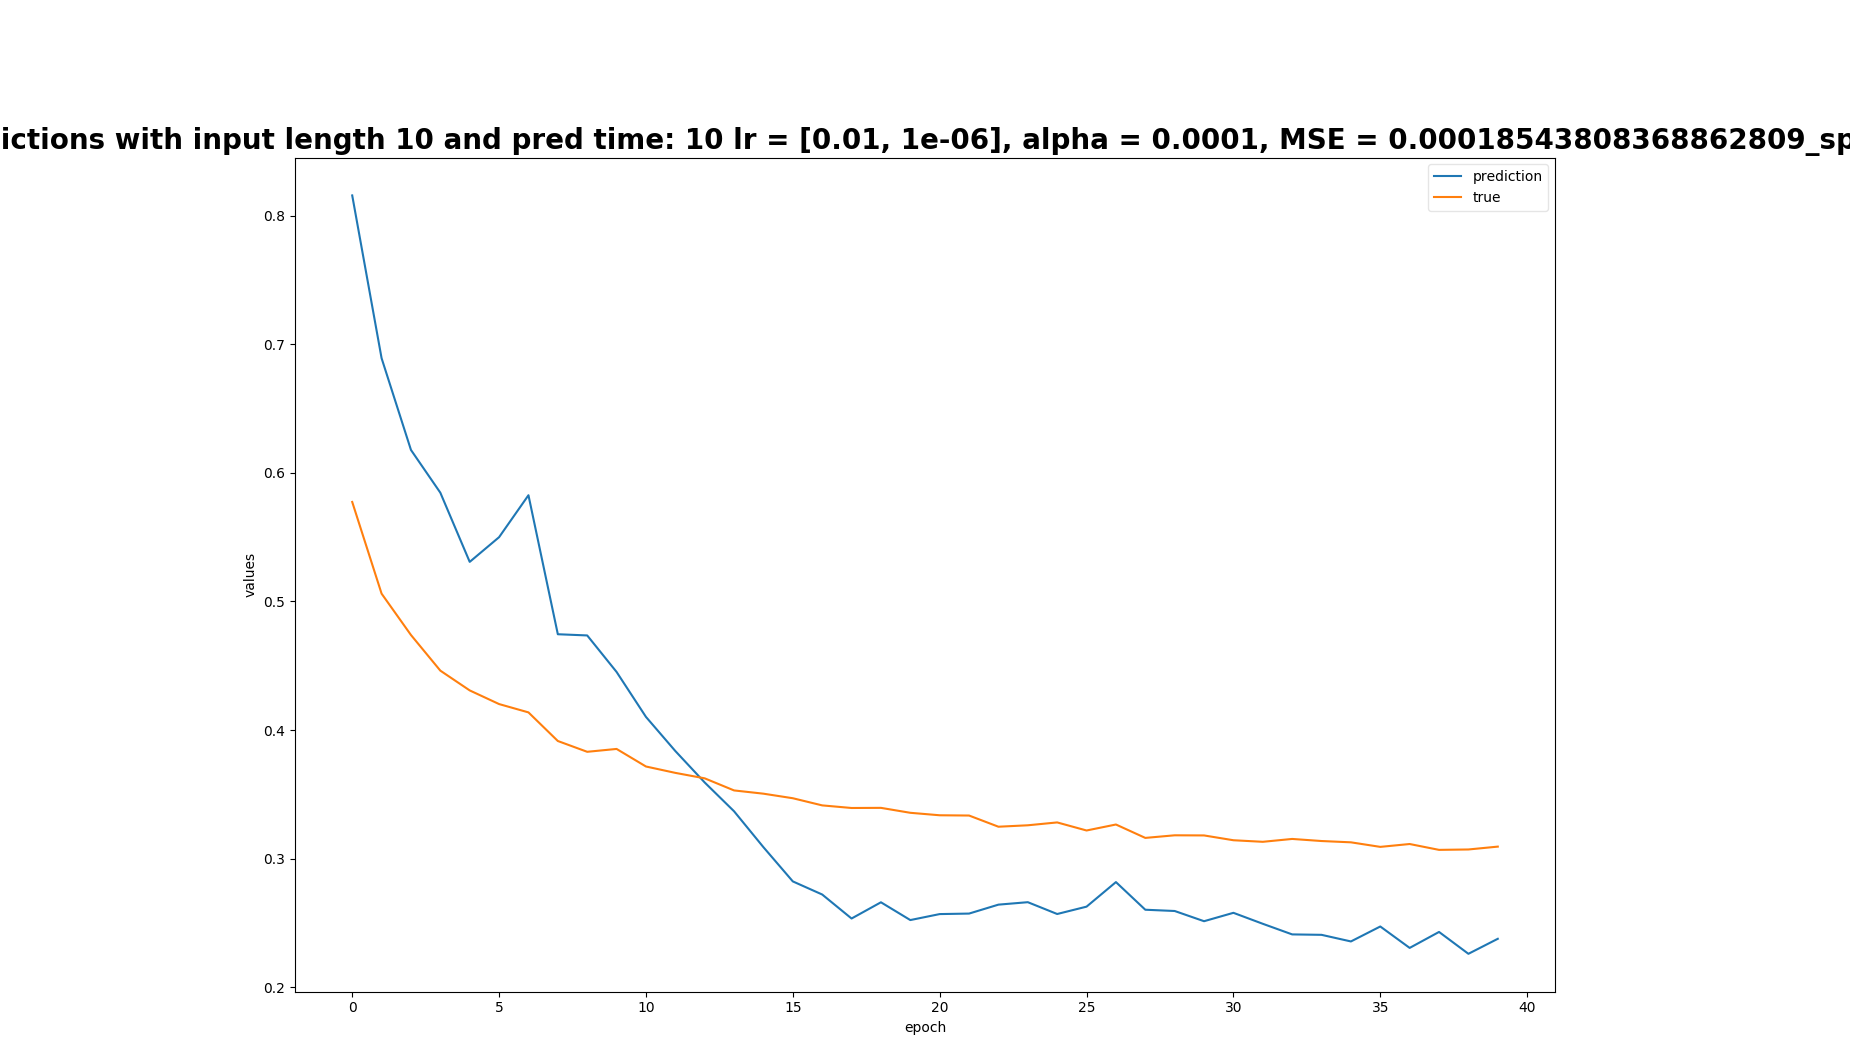 ictions with input length 10 and pred time: 10 lr = [0.01, 1e-06], alpha = 0.0001, MSE = 0.00018543808368862809_sp
prediction
true
0.8
0.7
0.6
0.5
0.4
0.3
0.2
values
0 5 10 15 20 25 30 35 40
epoch